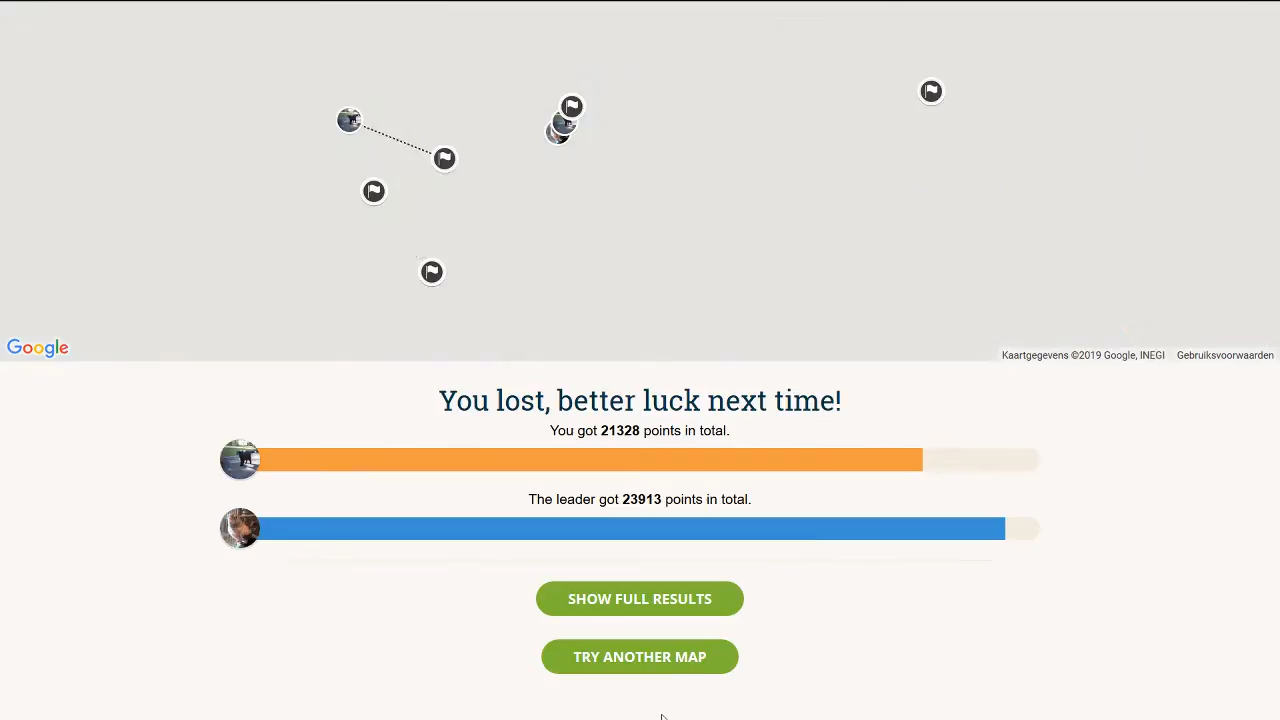 Google
Kaartgegevens ©2019 Google, INEGI Gebruiksvoorwaarden
You lost, better luck next time!
You got 21328 points in total.
The leader got 23913 points in total.
SHOW FULL RESULTS
TRY ANOTHER MAP